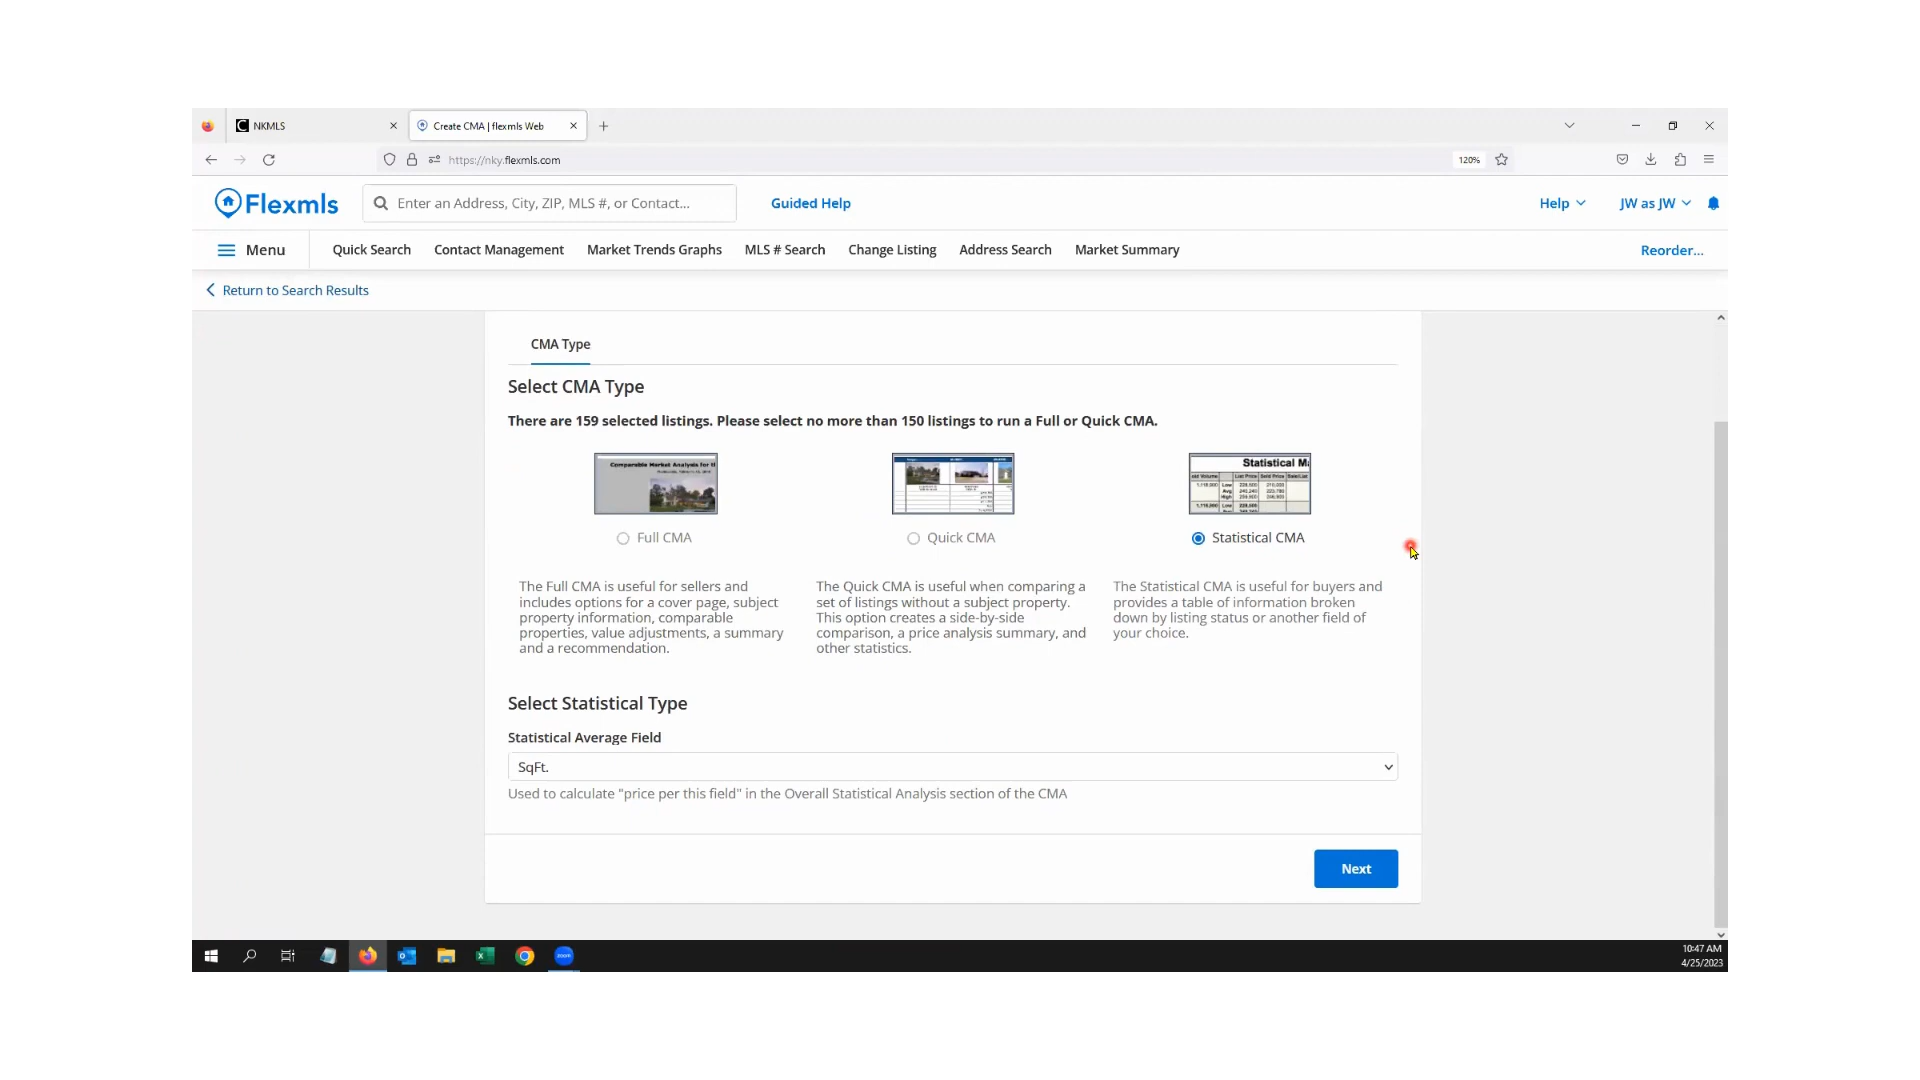 NKMLS
Create CMA | flexmls Web
https://nky.flexmls.com
120%
Flexmls
Enter an Address, City, ZIP, MLS #, or Contact...
Guided Help
Help
JW as JW
Menu
Quick Search
Contact Management
Market Trends Graphs
MLS # Search
Change Listing
Address Search
Market Summary
Reorder...
Return to Search Results
CMA Type
Select CMA Type
There are 159 selected listings. Please select no more than 150 listings to run a Full or Quick CMA.
Comparable Market Analysis for
Statistical M
Full CMA
Quick CMA
Statistical CMA
The Full CMA is useful for sellers and
includes options for a cover page, subject
property information, comparable
properties, value adjustments, a summary
and a recommendation.
The Quick CMA is useful when comparing a
set of listings without a subject property.
This option creates a side-by-side
comparison, a price analysis summary, and
other statistics.
The Statistical CMA is useful for buyers and
provides a table of information broken
down by listing status or another field of
your choice.
Select Statistical Type
Statistical Average Field
SqFt.
Used to calculate "price per this field" in the Overall Statistical Analysis section of the CMA
Next
zoom
10:47 AM
4/25/2023